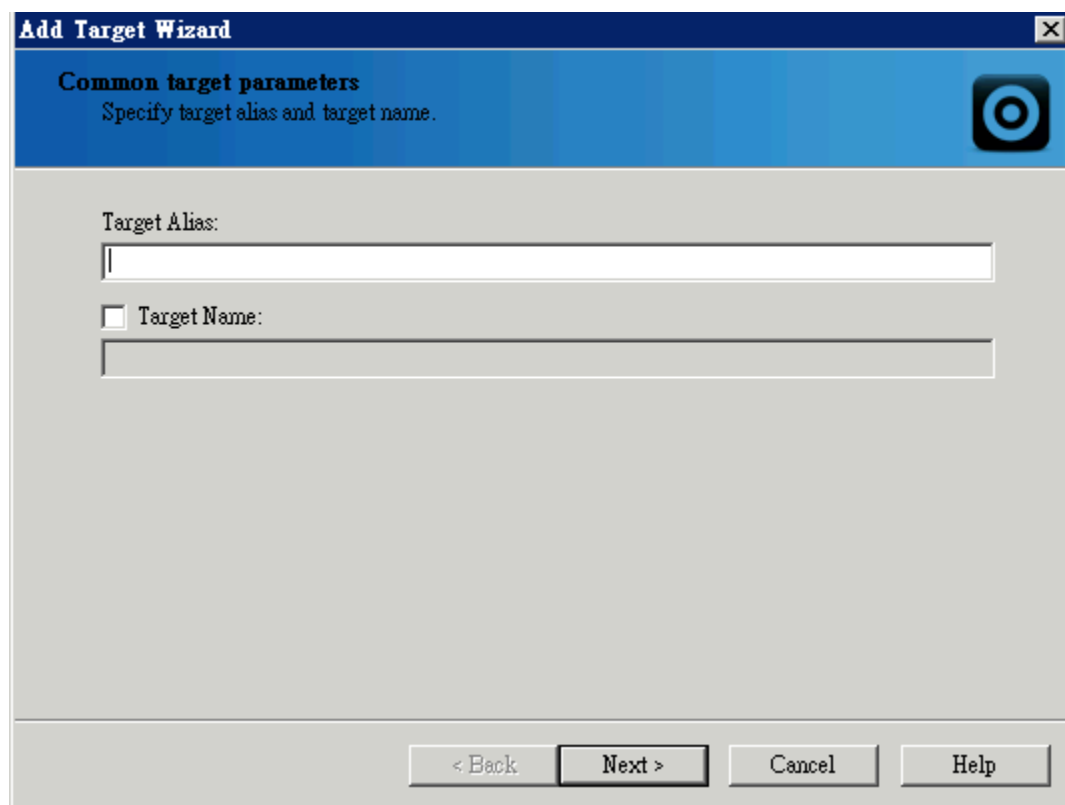 Add Target Wizard
Common target parameters
Specify target alias and target name.
Target Alias:
Target Name:
< Back
Next >
Cancel
Help